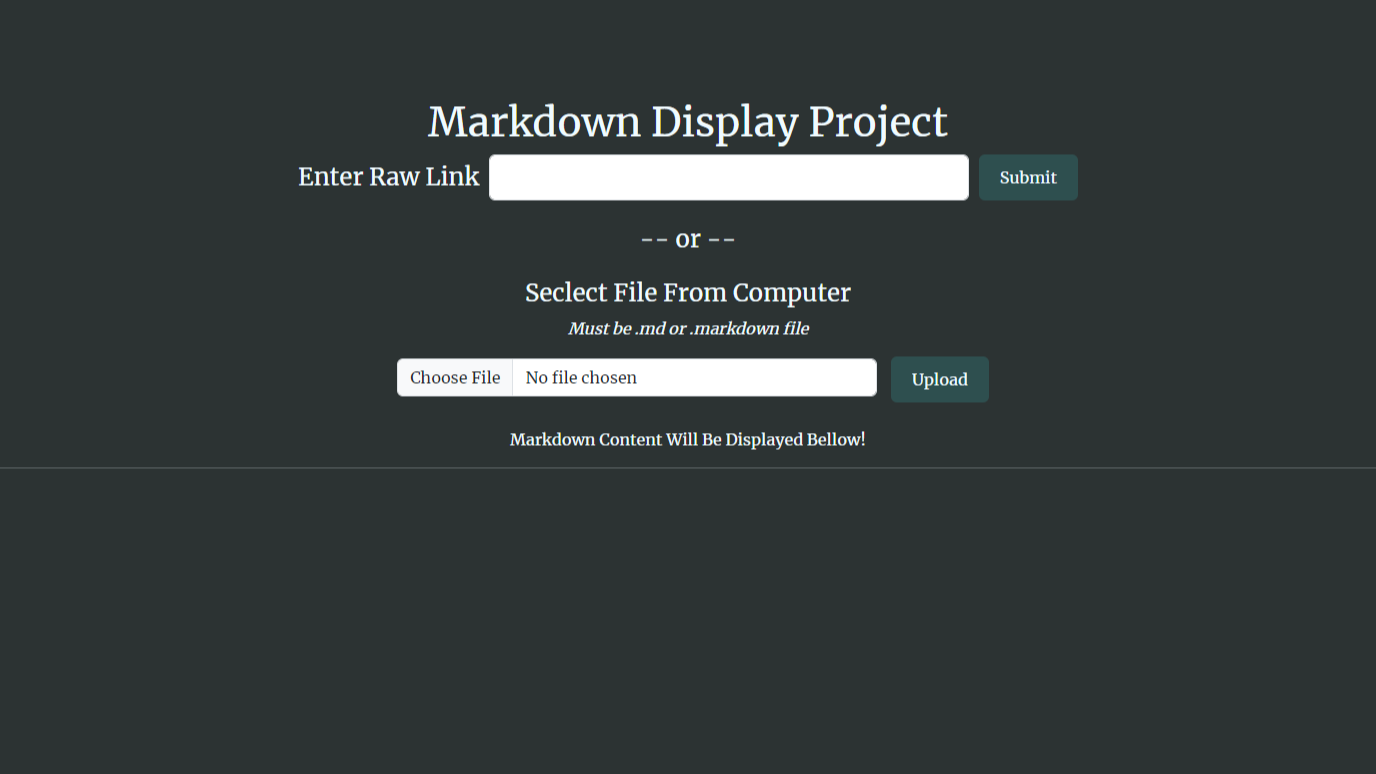 Markdown Display Project
Enter Raw Link Submit
-- or --
Seclect File From Computer
Must be .md or .markdown file
Choose File No file chosen Upload
Markdown Content Will Be Displayed Bellow!